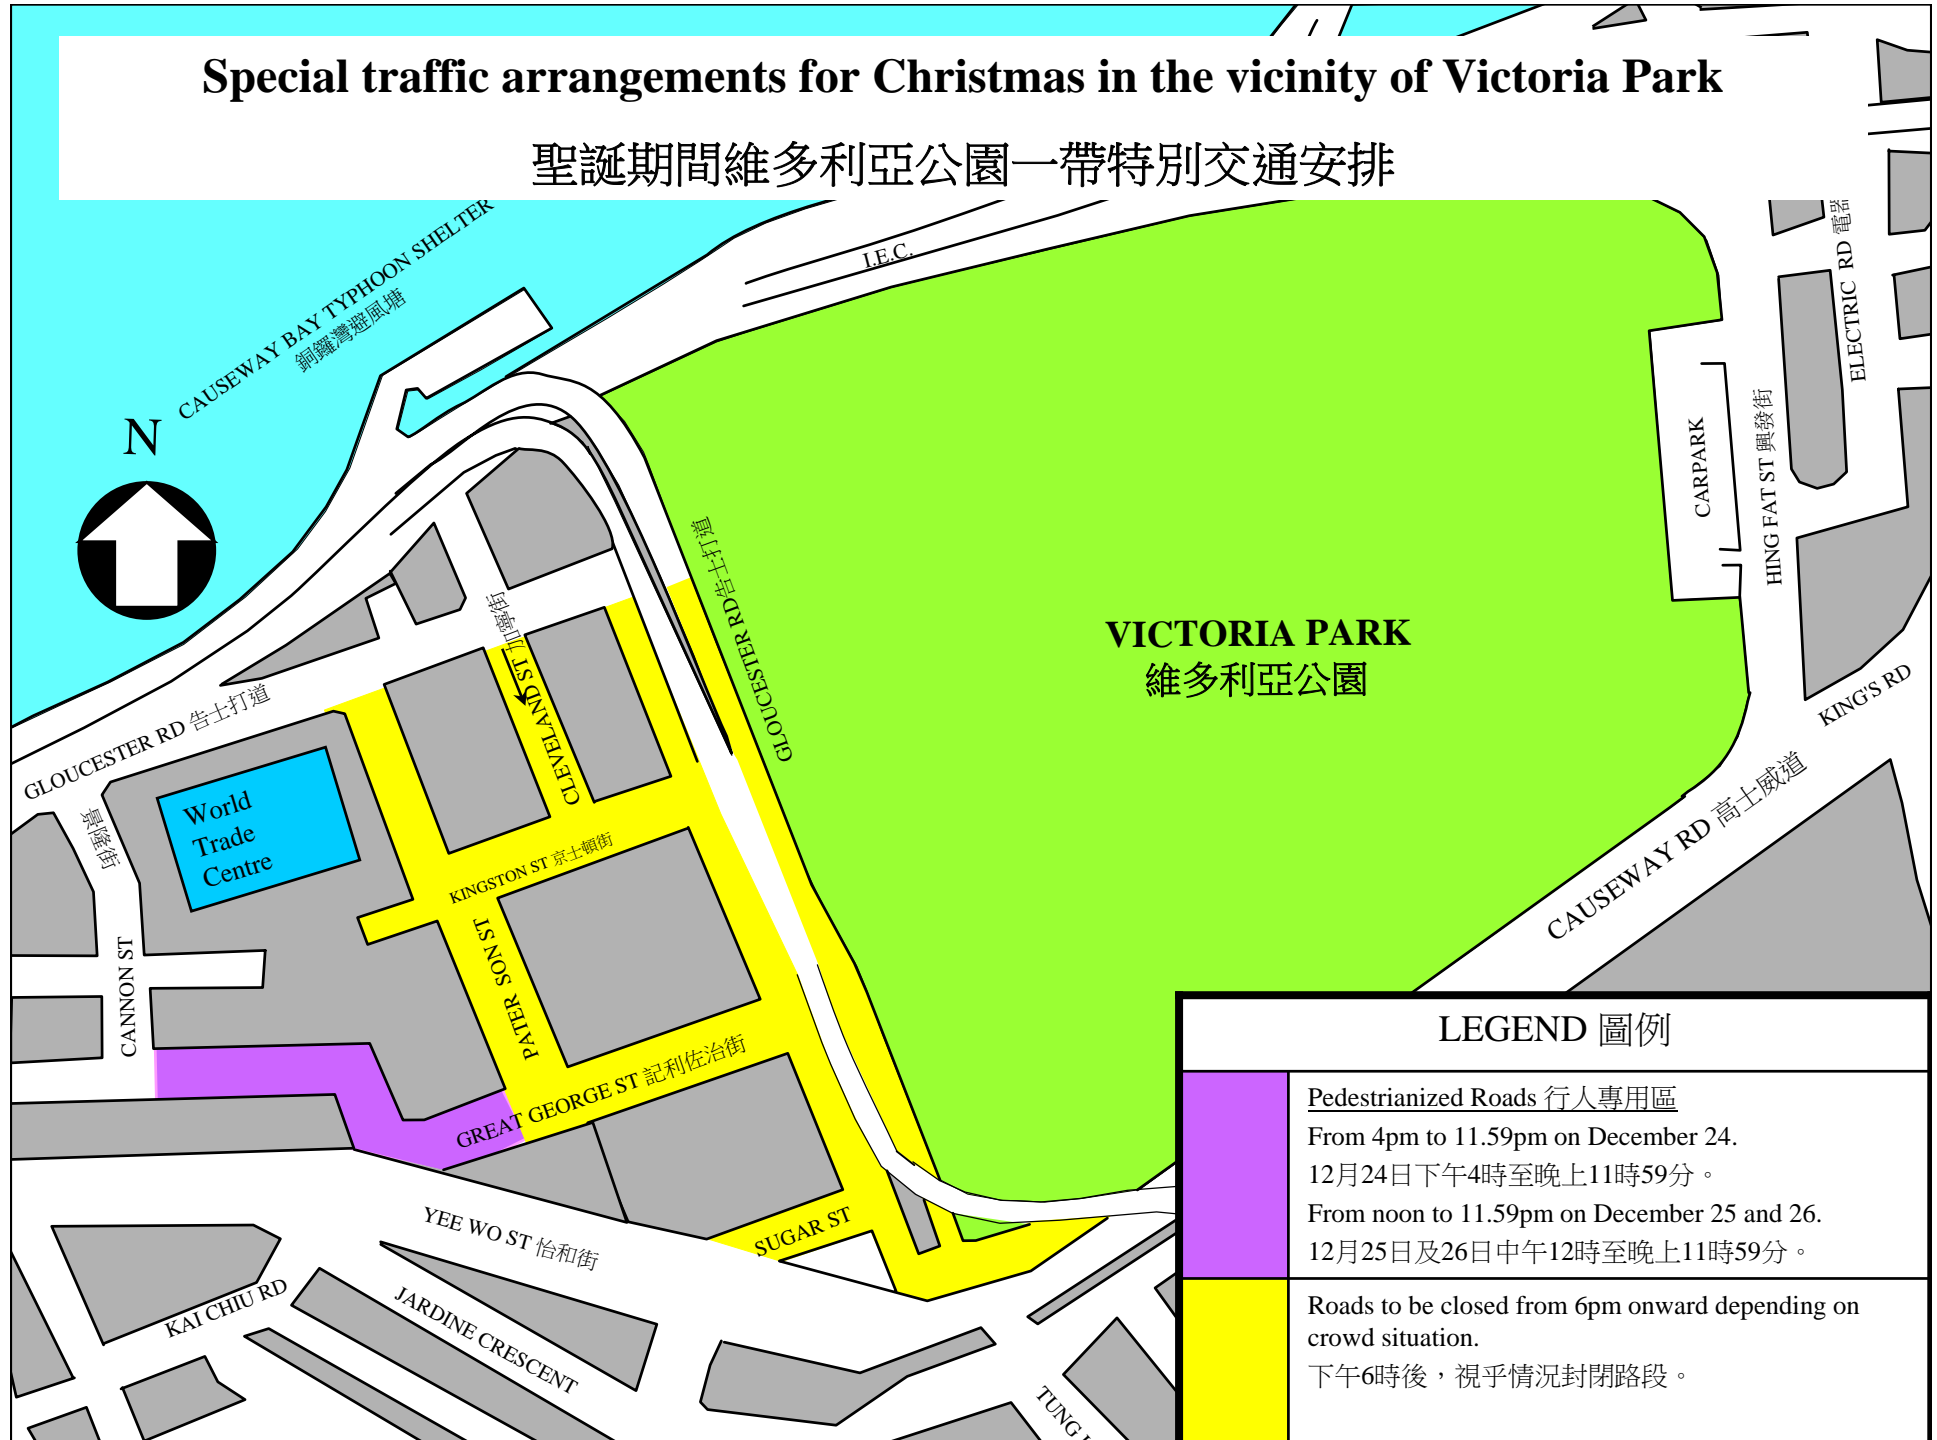 Special traffic arrangements for Christmas in the vicinity of Victoria Park
聖誕期間維多利亞公園一帶特別交通安排
CAUSEWAY BAY TYPHOON SHELTER
銅鑼灣避風塘
I.E.C.
ELECTRIC RD 電器
N
CARPARK
HING FAT ST 興發街
GLOUCESTER RD 告士打道
VICTORIA PARK
維多利亞公園
CLEVELAND ST 加寧街
GLOUCESTER RD 告士打道
KING'S RD
CAUSEWAY RD 高士威道
World
Trade
Centre
景隆街
CANNON ST
KINGSTON ST 京士頓街
PATER SON ST
GREAT GEORGE ST 記利佐治街
SUGAR ST
YEE WO ST 怡和街
KAI CHIU RD
JARDINE CRESCENT
TUNG
LEGEND 圖例
Pedestrianized Roads 行人專用區
From 4pm to 11.59pm on December 24.
12月24日下午4時至晚上11時59分。
From noon to 11.59pm on December 25 and 26.
12月25日及26日中午12時至晚上11時59分。
Roads to be closed from 6pm onward depending on
crowd situation.
下午6時後，視乎情況封閉路段。